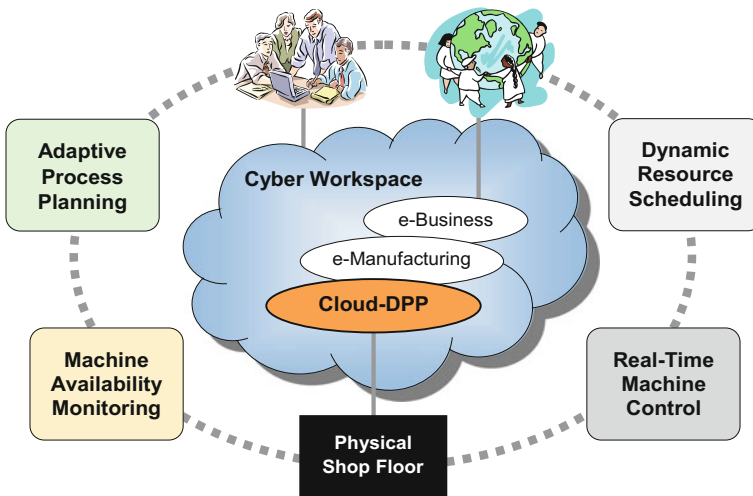 Adaptive
Process
Planning
Cyber Workspace
Dynamic
Resource
Scheduling
e-Business
e-Manufacturing
Cloud-DPP
Machine
Availability
Monitoring
Real-Time
Machine
Control
Physical
Shop Floor